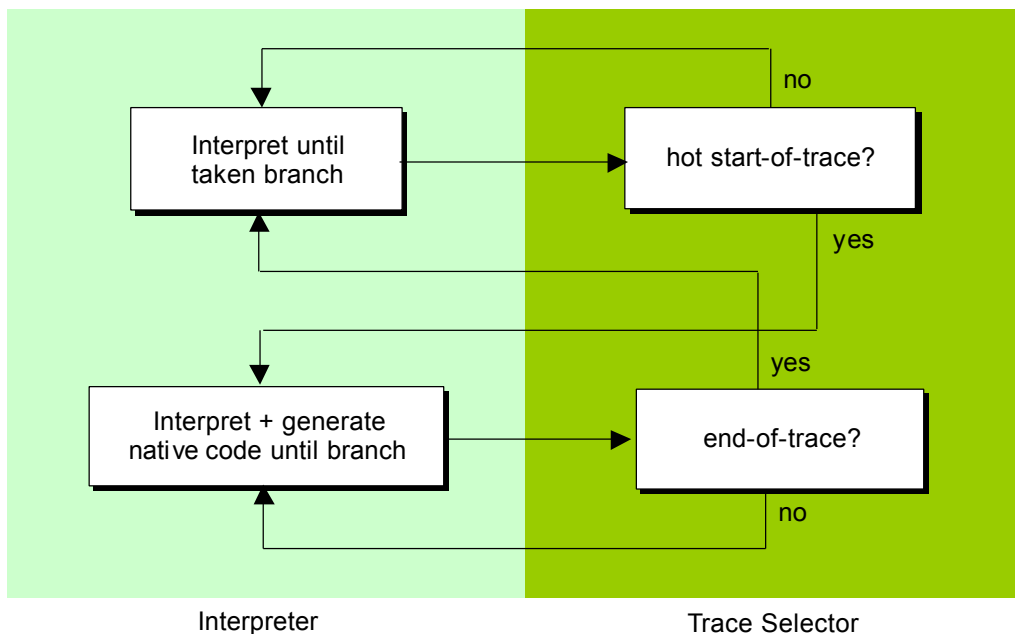 no
Interpret until
taken branch
hot start-of-trace?
yes
yes
Interpret + generate
native code until branch
end-of-trace?
no
Interpreter
Trace Selector